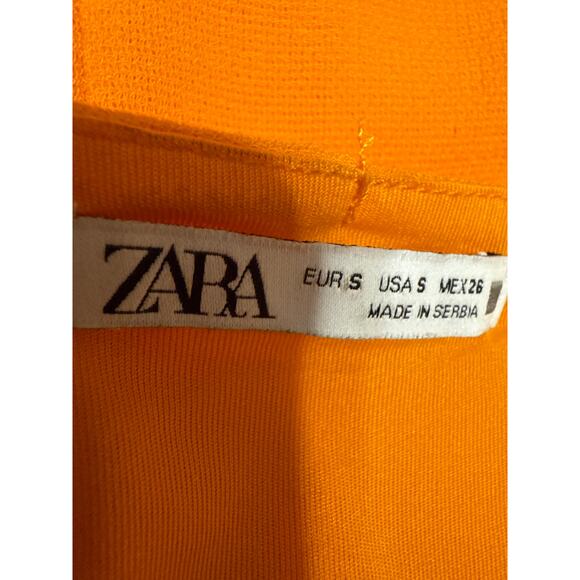 ZARA
EUR S USA S MEX 26
MADE IN SERBIA